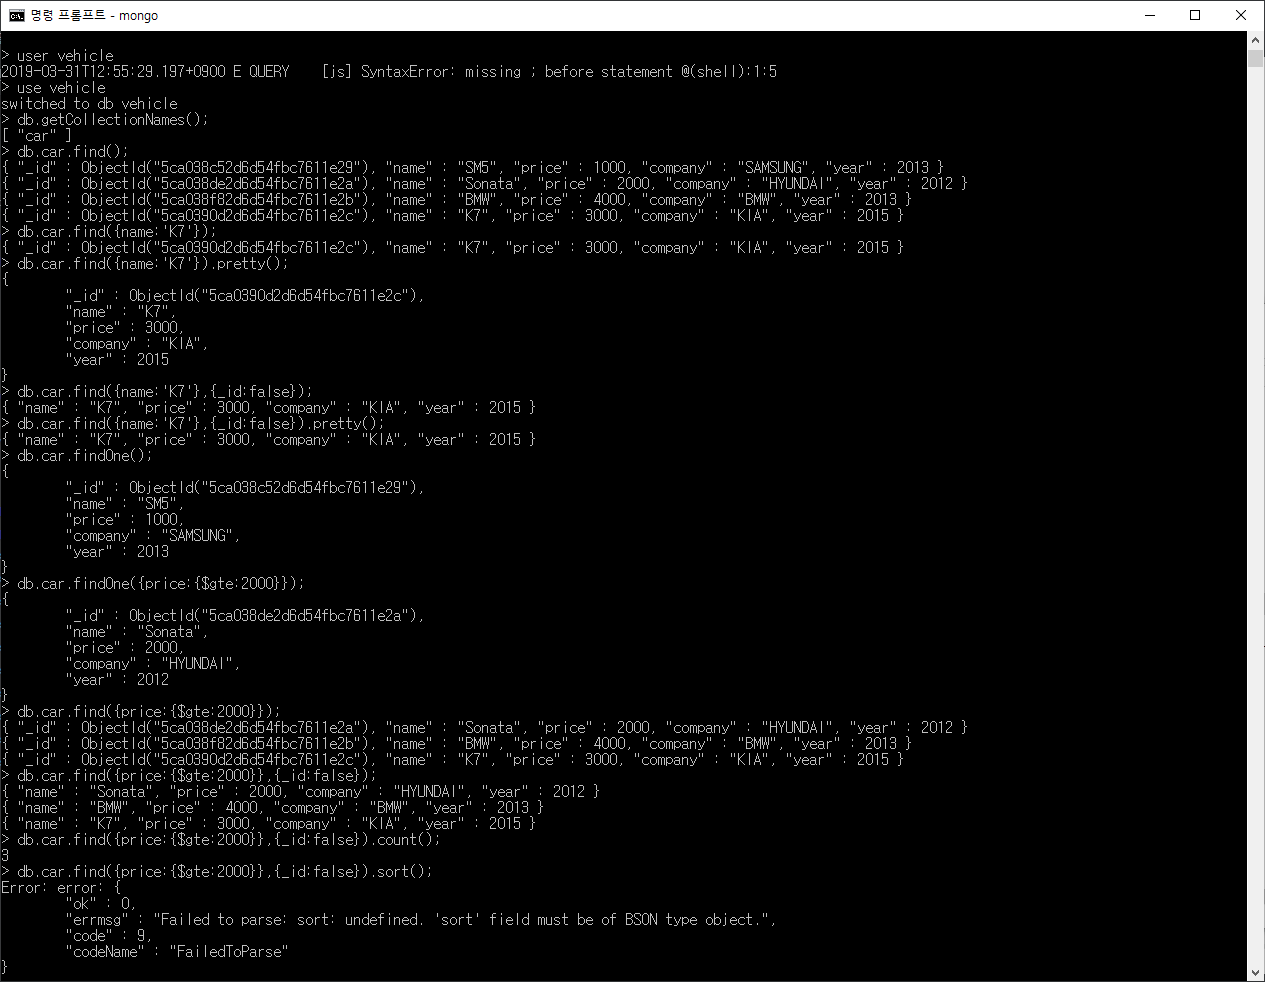 명령 프롬프트 - mongo
> user vehicle
2019-03-31T12:55:29.197+0900 E QUERY    [js] SyntaxError: missing ; before statement @(shell):1:5
> use vehicle
switched to db vehicle
> db.getCollectionNames();
[ "car" ]
> db.car.find();
{ "_id" : ObjectId("5ca038c52d6d54fbc7611e29"), "name" : "SM5", "price" : 1000, "company" : "SAMSUNG", "year" : 2013 }
{ "_id" : ObjectId("5ca038de2d6d54fbc7611e2a"), "name" : "Sonata", "price" : 2000, "company" : "HYUNDAI", "year" : 2012 }
{ "_id" : ObjectId("5ca038f82d6d54fbc7611e2b"), "name" : "BMW", "price" : 4000, "company" : "BMW", "year" : 2013 }
{ "_id" : ObjectId("5ca0390d2d6d54fbc7611e2c"), "name" : "K7", "price" : 3000, "company" : "KIA", "year" : 2015 }
> db.car.find({name:'K7'});
{ "_id" : ObjectId("5ca0390d2d6d54fbc7611e2c"), "name" : "K7", "price" : 3000, "company" : "KIA", "year" : 2015 }
> db.car.find({name:'K7'}).pretty();
{
        "_id" : ObjectId("5ca0390d2d6d54fbc7611e2c"),
        "name" : "K7",
        "price" : 3000,
        "company" : "KIA",
        "year" : 2015
}
> db.car.find({name:'K7'},{_id:false});
{ "name" : "K7", "price" : 3000, "company" : "KIA", "year" : 2015 }
> db.car.find({name:'K7'},{_id:false}).pretty();
{ "name" : "K7", "price" : 3000, "company" : "KIA", "year" : 2015 }
> db.car.findOne();
{
        "_id" : ObjectId("5ca038c52d6d54fbc7611e29"),
        "name" : "SM5",
        "price" : 1000,
        "company" : "SAMSUNG",
        "year" : 2013
}
> db.car.findOne({price:{$gte:2000}});
{
        "_id" : ObjectId("5ca038de2d6d54fbc7611e2a"),
        "name" : "Sonata",
        "price" : 2000,
        "company" : "HYUNDAI",
        "year" : 2012
}
> db.car.find({price:{$gte:2000}});
{ "_id" : ObjectId("5ca038de2d6d54fbc7611e2a"), "name" : "Sonata", "price" : 2000, "company" : "HYUNDAI", "year" : 2012 }
{ "_id" : ObjectId("5ca038f82d6d54fbc7611e2b"), "name" : "BMW", "price" : 4000, "company" : "BMW", "year" : 2013 }
{ "_id" : ObjectId("5ca0390d2d6d54fbc7611e2c"), "name" : "K7", "price" : 3000, "company" : "KIA", "year" : 2015 }
> db.car.find({price:{$gte:2000}},{_id:false});
{ "name" : "Sonata", "price" : 2000, "company" : "HYUNDAI", "year" : 2012 }
{ "name" : "BMW", "price" : 4000, "company" : "BMW", "year" : 2013 }
{ "name" : "K7", "price" : 3000, "company" : "KIA", "year" : 2015 }
> db.car.find({price:{$gte:2000}},{_id:false}).count();
3
> db.car.find({price:{$gte:2000}},{_id:false}).sort();
Error: error: {
        "ok" : 0,
        "errmsg" : "Failed to parse: sort: undefined. 'sort' field must be of BSON type object.",
        "code" : 9,
        "codeName" : "FailedToParse"
}